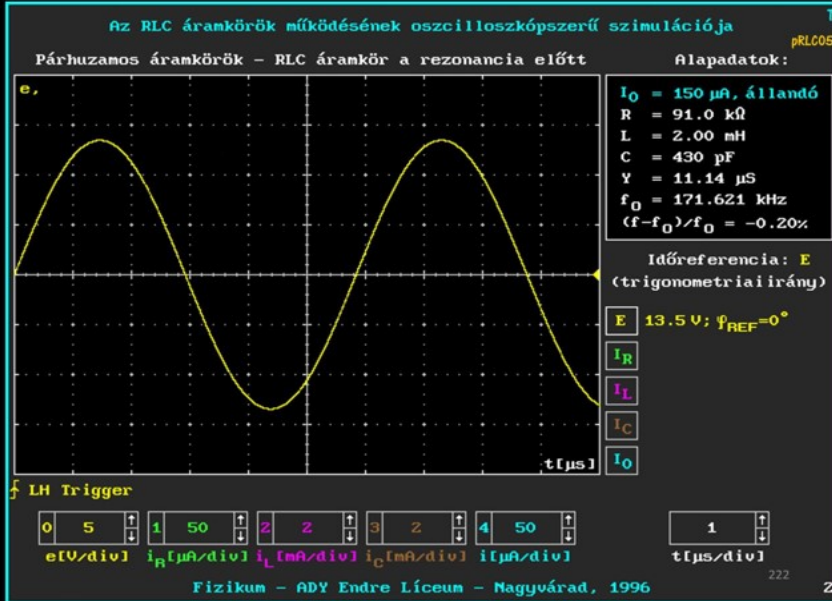 Az RLC áramkörök működésének oszcilloszkópszerű szimulációja
pRLC05
Párhuzamos áramkörök – RLC áramkör a rezonancia előtt
Alapadatok:
e,
I₀ = 150 µA, állandó
R = 91.0 kΩ
L = 2.00 mH
C = 430 pF
Y = 11.14 µS
f₀ = 171.621 kHz
(f-f₀)/f₀ = -0.20%
Időreferencia: E
(trigonometriai irány)
E 13.5 V; φREF=0°
IR
IL
IC
I₀
t[µs]
LH Trigger
0 5 1 50 2 2 3 2 4 50 1
e[V/div] iR[µA/div] iL[mA/div] iC[mA/div] i[µA/div] t[µs/div]
222
Fizikum – ADY Endre Líceum – Nagyvárad, 1996